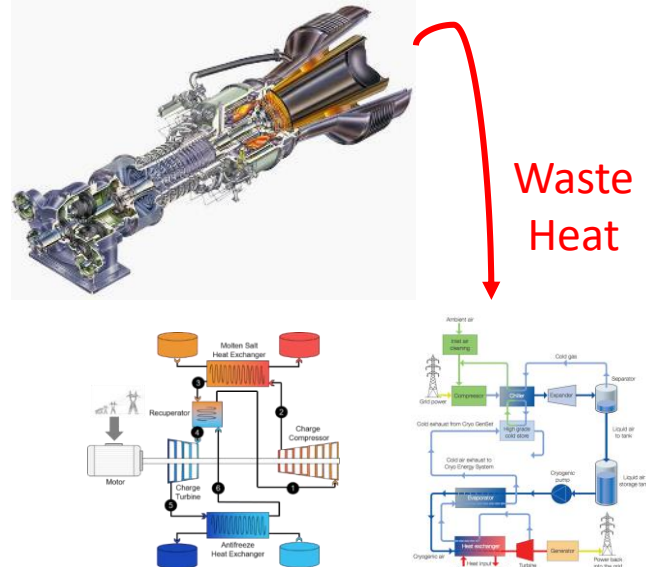 Waste
Heat
Molten Salt
Heat Exchanger
3
Recuperator
2
4
Charge
Compressor
Motor
1
Charge
Turbine
6
5
Antifreeze
Heat Exchanger
Ambient air
Inlet air
cleaning
Cold gas
Separator
Grid power
Compressor
Chiller
Expander
Cold exhaust from Cryo GenSet
High grade
cold store
Liquid air
to tank
Cold air exhaust to
Cryo Energy System
Cryogenic
pump
Liquid air
storage tank
Evaporator
Cryogenic air
Heat exchanger
Heat input
Turbine
Generator
Power back
into the grid